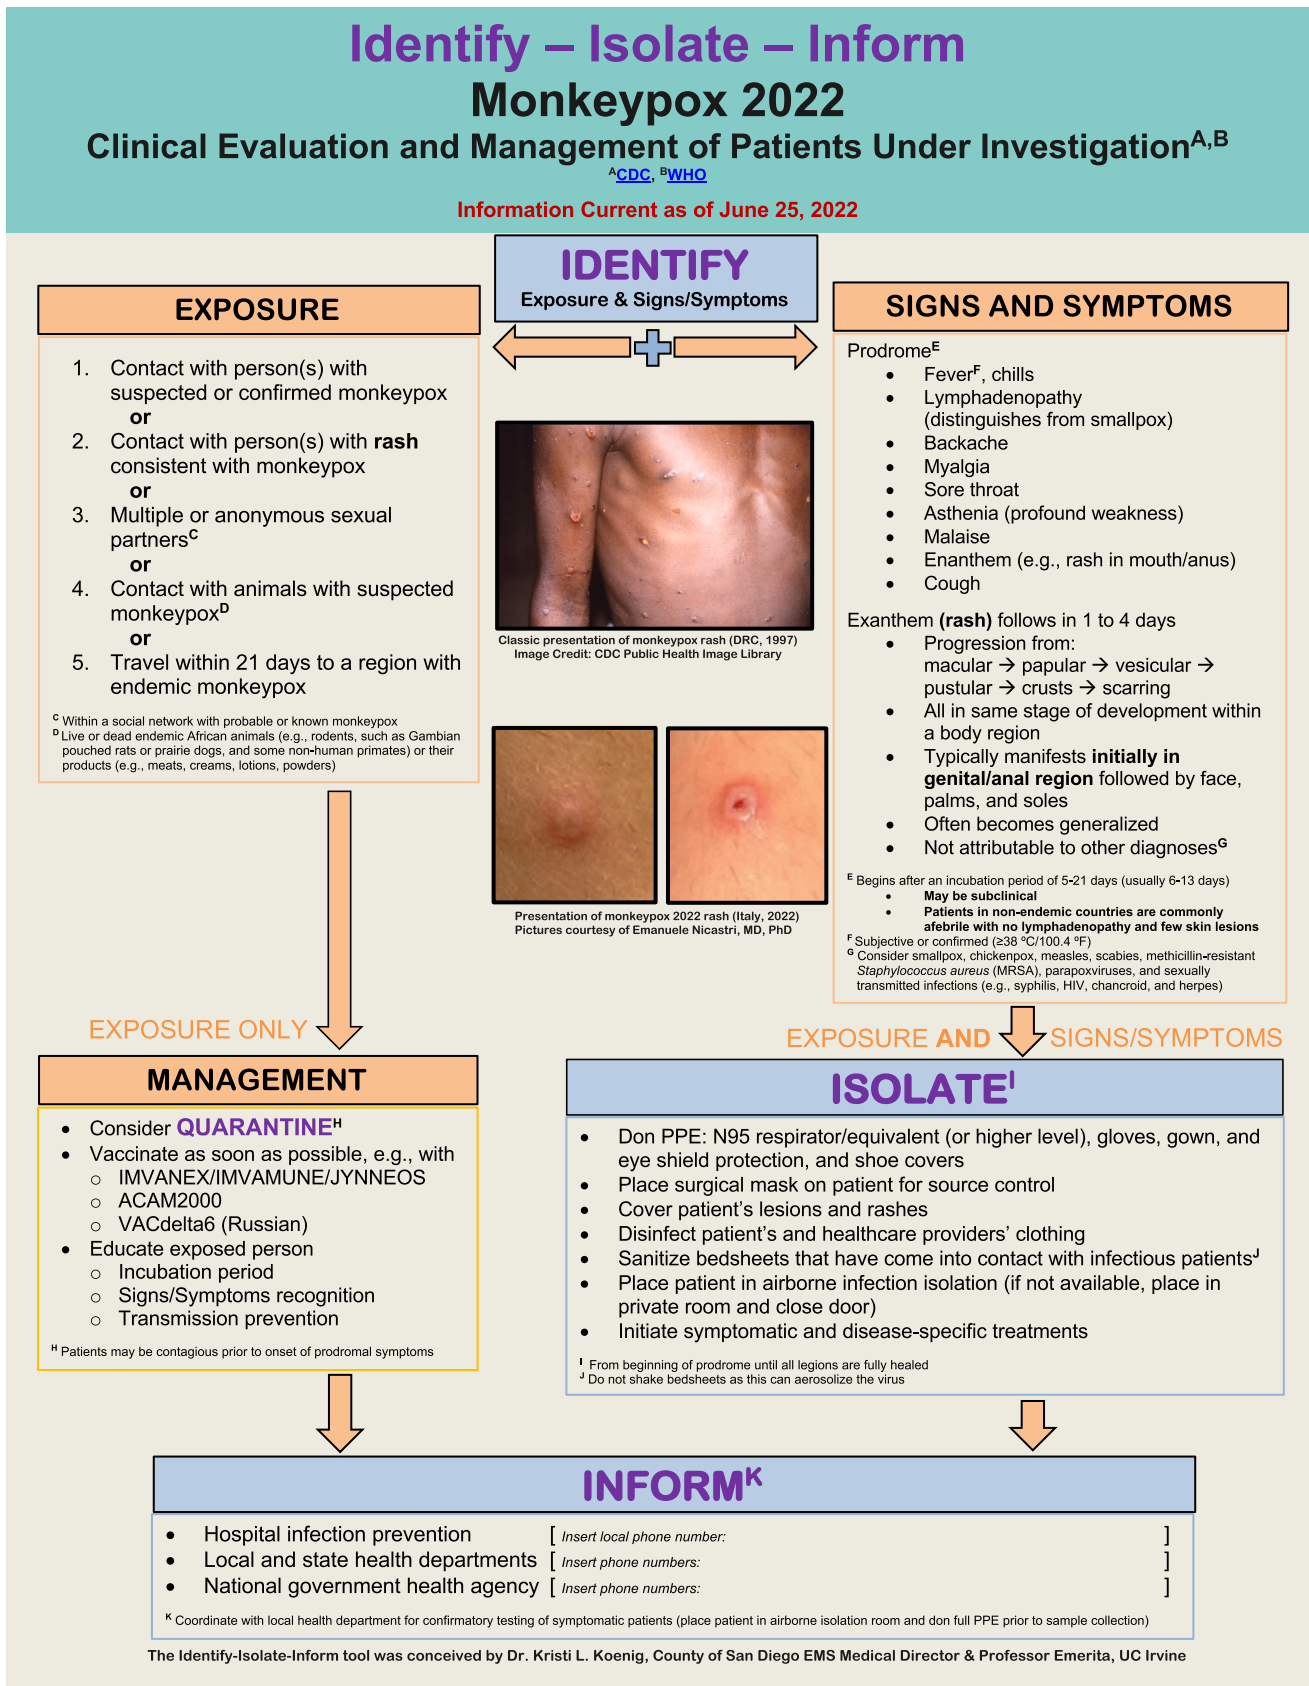 Identify – Isolate – Inform
Monkeypox 2022
Clinical Evaluation and Management of Patients Under Investigation^A,B
^A CDC, ^B WHO
Information Current as of June 25, 2022
IDENTIFY
Exposure & Signs/Symptoms
EXPOSURE
1. Contact with person(s) with
suspected or confirmed monkeypox
or
2. Contact with person(s) with rash
consistent with monkeypox
or
3. Multiple or anonymous sexual
partners^C
or
4. Contact with animals with suspected
monkeypox^D
or
5. Travel within 21 days to a region with
endemic monkeypox
^C Within a social network with probable or known monkeypox
^D Live or dead endemic African animals (e.g., rodents, such as Gambian
pouched rats or prairie dogs, and some non-human primates) or their
products (e.g., meats, creams, lotions, powders)
Classic presentation of monkeypox rash (DRC, 1997)
Image Credit: CDC Public Health Image Library
Presentation of monkeypox 2022 rash (Italy, 2022)
Pictures courtesy of Emanuele Nicastri, MD, PhD
SIGNS AND SYMPTOMS
Prodrome^E
• Fever^F, chills
• Lymphadenopathy
(distinguishes from smallpox)
• Backache
• Myalgia
• Sore throat
• Asthenia (profound weakness)
• Malaise
• Enanthem (e.g., rash in mouth/anus)
• Cough
Exanthem (rash) follows in 1 to 4 days
• Progression from:
macular → papular → vesicular →
pustular → crusts → scarring
• All in same stage of development within
a body region
• Typically manifests initially in
genital/anal region followed by face,
palms, and soles
• Often becomes generalized
• Not attributable to other diagnoses^G
^E Begins after an incubation period of 5-21 days (usually 6-13 days)
• May be subclinical
• Patients in non-endemic countries are commonly
afebrile with no lymphadenopathy and few skin lesions
^F Subjective or confirmed (≥38 ºC/100.4 ºF)
^G Consider smallpox, chickenpox, measles, scabies, methicillin-resistant
Staphylococcus aureus (MRSA), parapoxviruses, and sexually
transmitted infections (e.g., syphilis, HIV, chancroid, and herpes)
EXPOSURE ONLY
MANAGEMENT
• Consider QUARANTINE^H
• Vaccinate as soon as possible, e.g., with
o IMVANEX/IMVAMUNE/JYNNEOS
o ACAM2000
o VACdelta6 (Russian)
• Educate exposed person
o Incubation period
o Signs/Symptoms recognition
o Transmission prevention
^H Patients may be contagious prior to onset of prodromal symptoms
EXPOSURE AND SIGNS/SYMPTOMS
ISOLATE^I
• Don PPE: N95 respirator/equivalent (or higher level), gloves, gown, and
eye shield protection, and shoe covers
• Place surgical mask on patient for source control
• Cover patient's lesions and rashes
• Disinfect patient's and healthcare providers' clothing
• Sanitize bedsheets that have come into contact with infectious patients^J
• Place patient in airborne infection isolation (if not available, place in
private room and close door)
• Initiate symptomatic and disease-specific treatments
^I From beginning of prodrome until all legions are fully healed
^J Do not shake bedsheets as this can aerosolize the virus
INFORM^K
• Hospital infection prevention [ Insert local phone number: ]
• Local and state health departments [ Insert phone numbers: ]
• National government health agency [ Insert phone numbers: ]
^K Coordinate with local health department for confirmatory testing of symptomatic patients (place patient in airborne isolation room and don full PPE prior to sample collection)
The Identify-Isolate-Inform tool was conceived by Dr. Kristi L. Koenig, County of San Diego EMS Medical Director & Professor Emerita, UC Irvine